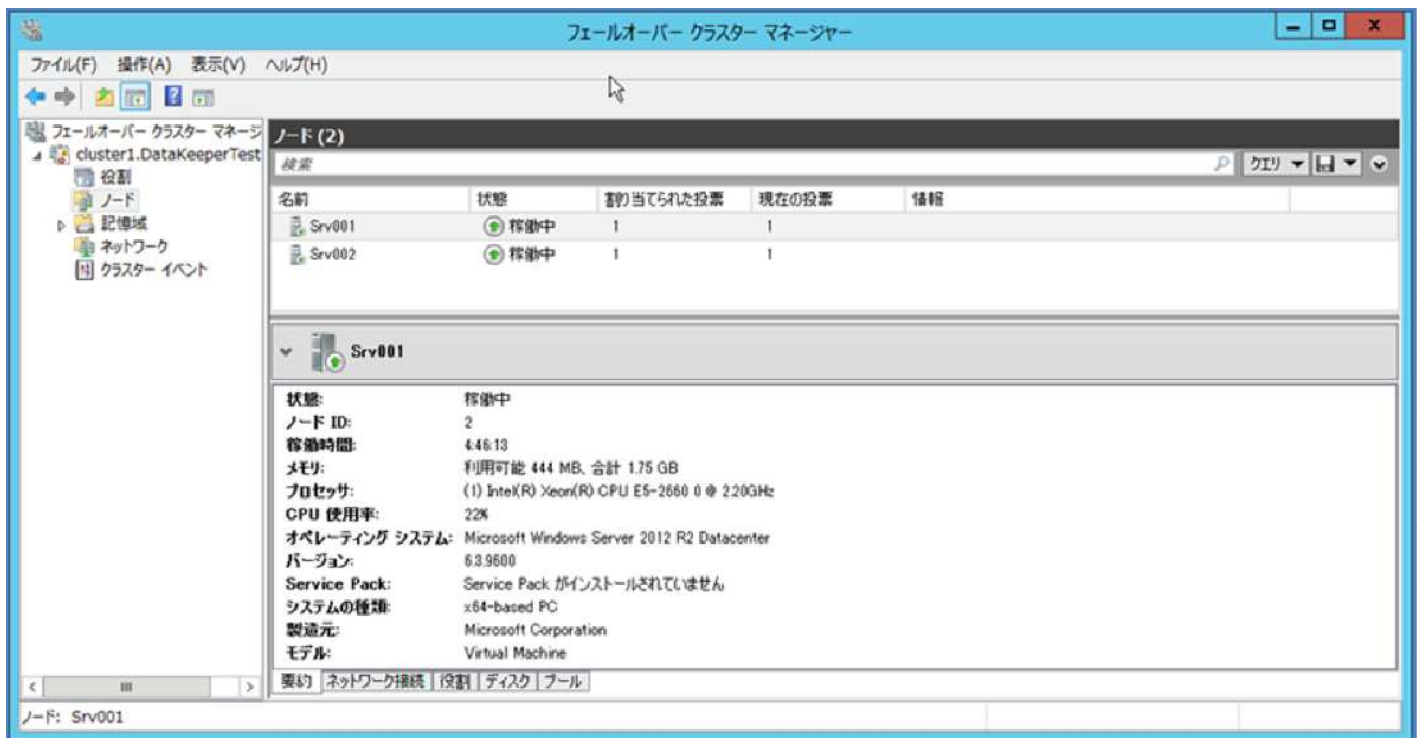 フェールオーバー クラスター マネージャー
ファイル(F) 操作(A) 表示(V) ヘルプ(H)
フェールオーバー クラスター マネージ
cluster1.DataKeeperTest
役割
ノード
記憶域
ネットワーク
クラスター イベント
ノード (2)
検索
クエリ
名前 状態 割り当てられた投票 現在の投票 情報
Srv001 稼働中 1 1
Srv002 稼働中 1 1
Srv001
状態: 稼働中
ノード ID: 2
稼働時間: 4:46:13
メモリ: 利用可能 444 MB、合計 1.75 GB
プロセッサ: (1) Intel(R) Xeon(R) CPU E5-2660 0 @ 2.20GHz
CPU 使用率: 22%
オペレーティング システム: Microsoft Windows Server 2012 R2 Datacenter
バージョン: 6.3.9600
Service Pack: Service Pack がインストールされていません
システムの種類: x64-based PC
製造元: Microsoft Corporation
モデル: Virtual Machine
要約 ネットワーク接続 役割 ディスク プール
ノード: Srv001